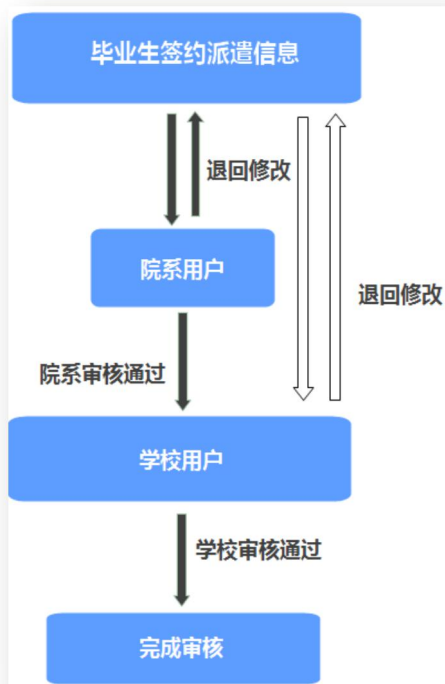 毕业生签约派遣信息
退回修改
院系用户
退回修改
院系审核通过
学校用户
学校审核通过
完成审核